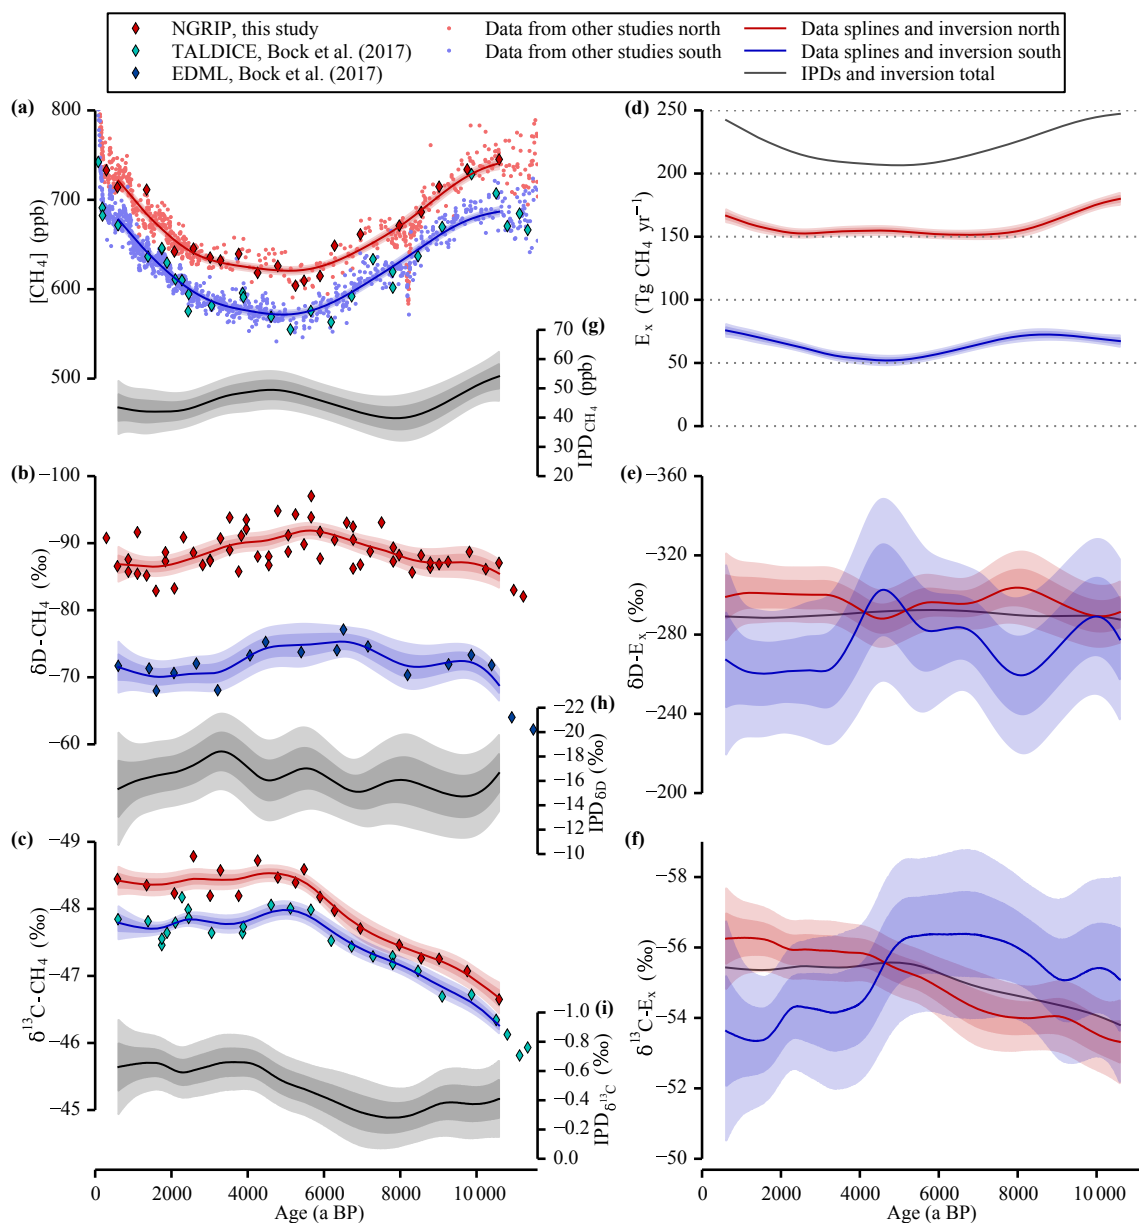 NGRIP, this study
TALDICE, Bock et al. (2017)
EDML, Bock et al. (2017)
Data from other studies north
Data from other studies south
Data splines and inversion north
Data splines and inversion south
IPDs and inversion total
(a)
800
700
600
500
[CH₄] (ppb)
(g)
70
60
50
40
30
20
IPD_CH₄ (ppb)
(b)
−100
−90
−80
−70
−60
δD-CH₄ (‰)
(h)
−22
−20
−18
−16
−14
−12
−10
IPD_δD (‰)
(c)
−49
−48
−47
−46
−45
δ¹³C-CH₄ (‰)
(i)
−1.0
−0.8
−0.6
−0.4
−0.2
0.0
IPD_δ¹³C (‰)
0 2000 4000 6000 8000 10 000
Age (a BP)
(d)
250
200
150
100
50
0
Eₓ (Tg CH₄ yr⁻¹)
(e)
−360
−320
−280
−240
−200
δD-Eₓ (‰)
(f)
−58
−56
−54
−52
−50
δ¹³C-Eₓ (‰)
0 2000 4000 6000 8000 10 000
Age (a BP)